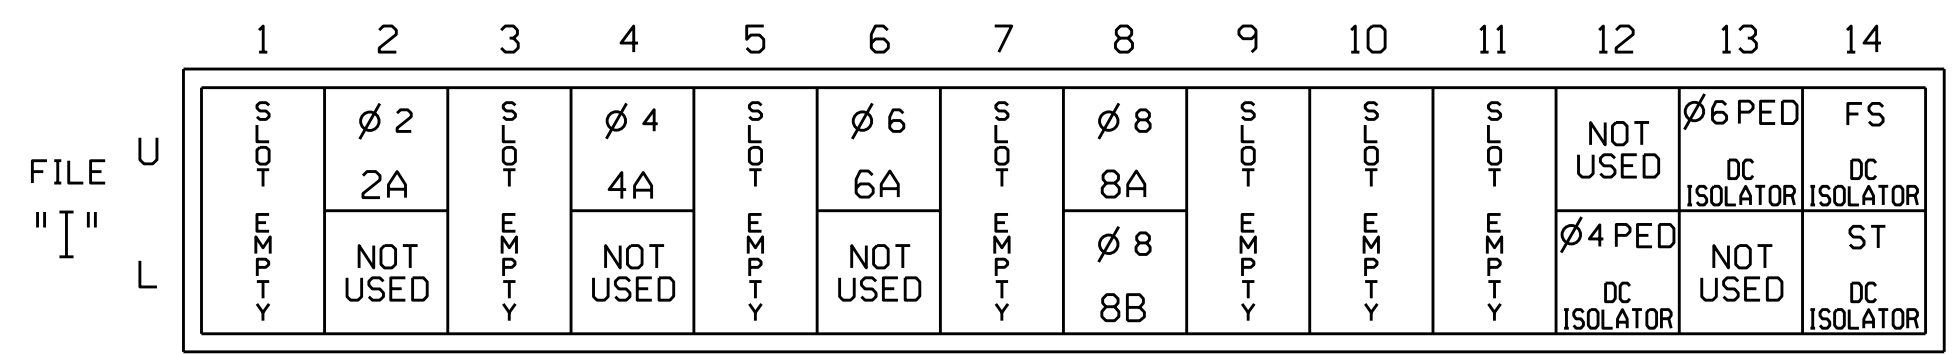 1 2 3 4 5 6 7 8 9 10 11 12 13 14
FILE
"I"
U
L
SLOT EMPTY
Ø 2
2A
NOT
USED
SLOT EMPTY
Ø 4
4A
NOT
USED
SLOT EMPTY
Ø 6
6A
NOT
USED
SLOT EMPTY
Ø 8
8A
Ø 8
8B
SLOT EMPTY
SLOT EMPTY
SLOT EMPTY
NOT
USED
Ø4 PED
DC
ISOLATOR
Ø6 PED
DC
ISOLATOR
NOT
USED
FS
DC
ISOLATOR
ST
DC
ISOLATOR